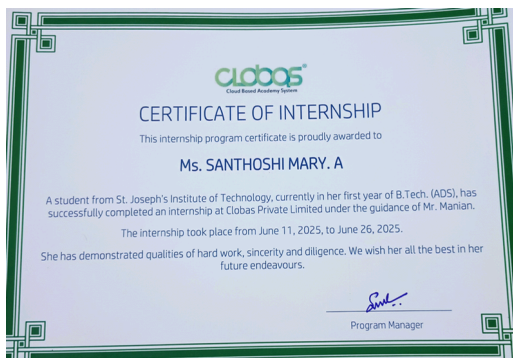 CLOBAS
Cloud Based Academy System
CERTIFICATE OF INTERNSHIP
This internship program certificate is proudly awarded to
Ms. SANTHOSHI MARY. A
A student from St. Joseph's Institute of Technology, currently in her first year of B.Tech. (ADS), has
successfully completed an internship at Clobas Private Limited under the guidance of Mr. Manian.
The internship took place from June 11, 2025, to June 26, 2025.
She has demonstrated qualities of hard work, sincerity and diligence. We wish her all the best in her
future endeavours.
Program Manager